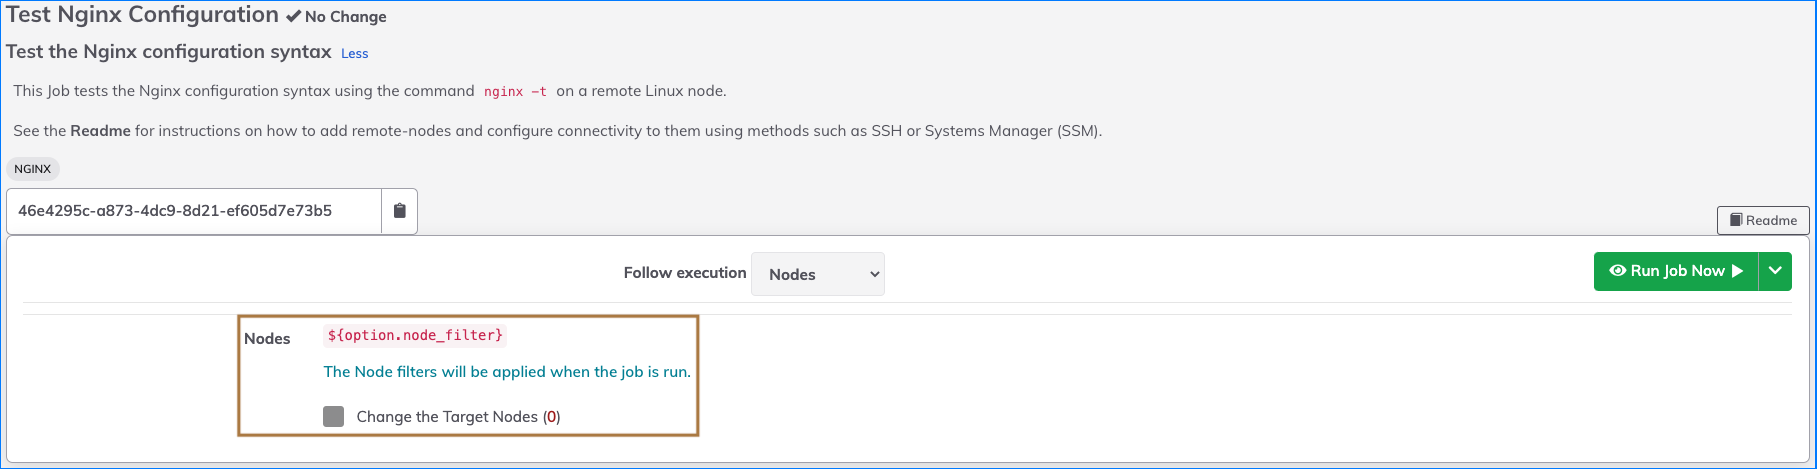 Test Nginx Configuration No Change
Test the Nginx configuration syntax Less
This Job tests the Nginx configuration syntax using the command nginx -t on a remote Linux node.
See the Readme for instructions on how to add remote-nodes and configure connectivity to them using methods such as SSH or Systems Manager (SSM).
NGINX
46e4295c-a873-4dc9-8d21-ef605d7e73b5
Readme
Follow execution Nodes Run Job Now
Nodes ${option.node_filter}
The Node filters will be applied when the job is run.
Change the Target Nodes (0)